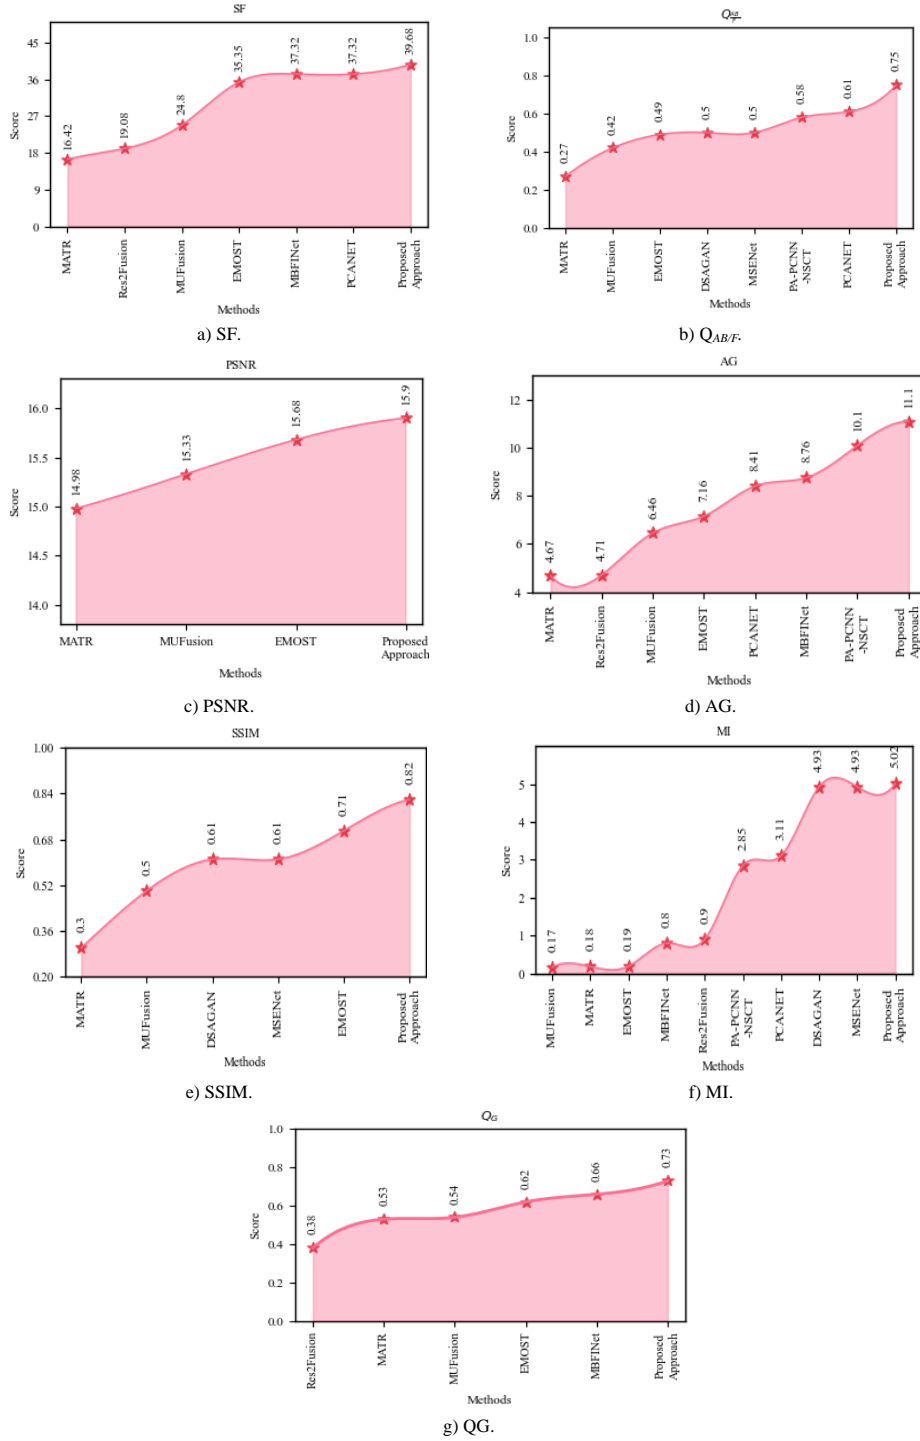 SF
45
36
27
18
9
0
Score
16.42
19.08
24.8
35.35
37.32
37.32
39.68
MATR
Res2Fusion
MUFusion
EMOST
MBFINet
PCANET
Proposed
Approach
Methods
a) SF.
Q AB/F
1.0
0.8
0.6
0.4
0.2
0.0
Score
0.27
0.42
0.49
0.5
0.5
0.58
0.61
0.75
MATR
MUFusion
EMOST
DSAGAN
MSENet
PA-PCNN
-NSCT
PCANET
Proposed
Approach
Methods
b) QAB/F.
PSNR
16.0
15.5
15.0
14.5
14.0
Score
14.98
15.33
15.68
15.9
MATR
MUFusion
EMOST
Proposed
Approach
Methods
c) PSNR.
AG
12
10
8
6
4
Score
4.67
4.71
6.46
7.16
8.41
8.76
10.1
11.1
MATR
Res2Fusion
MUFusion
EMOST
PCANET
MBFINet
PA-PCNN
-NSCT
Proposed
Approach
Methods
d) AG.
SSIM
1.00
0.84
0.68
0.52
0.36
0.20
Score
0.3
0.5
0.61
0.61
0.71
0.82
MATR
MUFusion
DSAGAN
MSENet
EMOST
Proposed
Approach
Methods
e) SSIM.
MI
5
4
3
2
1
0
Score
0.17
0.18
0.19
0.8
0.9
2.85
3.11
4.93
4.93
5.02
MUFusion
MATR
EMOST
MBFINet
Res2Fusion
PA-PCNN
-NSCT
PCANET
DSAGAN
MSENet
Proposed
Approach
Methods
f) MI.
QG
1.0
0.8
0.6
0.4
0.2
0.0
Score
0.38
0.53
0.54
0.62
0.66
0.73
Res2Fusion
MATR
MUFusion
EMOST
MBFINet
Proposed
Approach
Methods
g) QG.